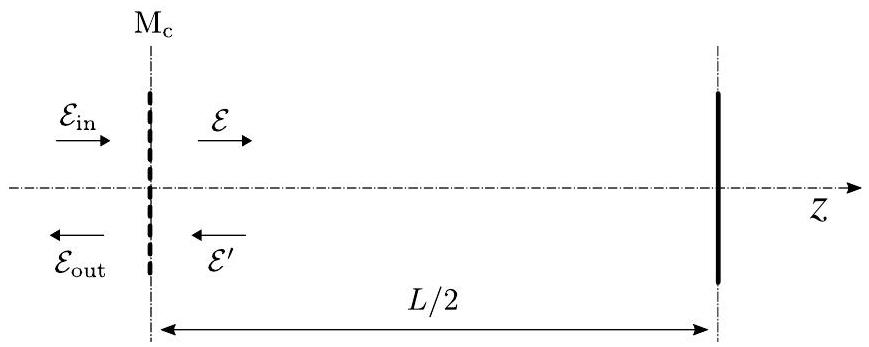 M_c
ℰ_in
ℰ
z
ℰ_out
ℰ′
L/2